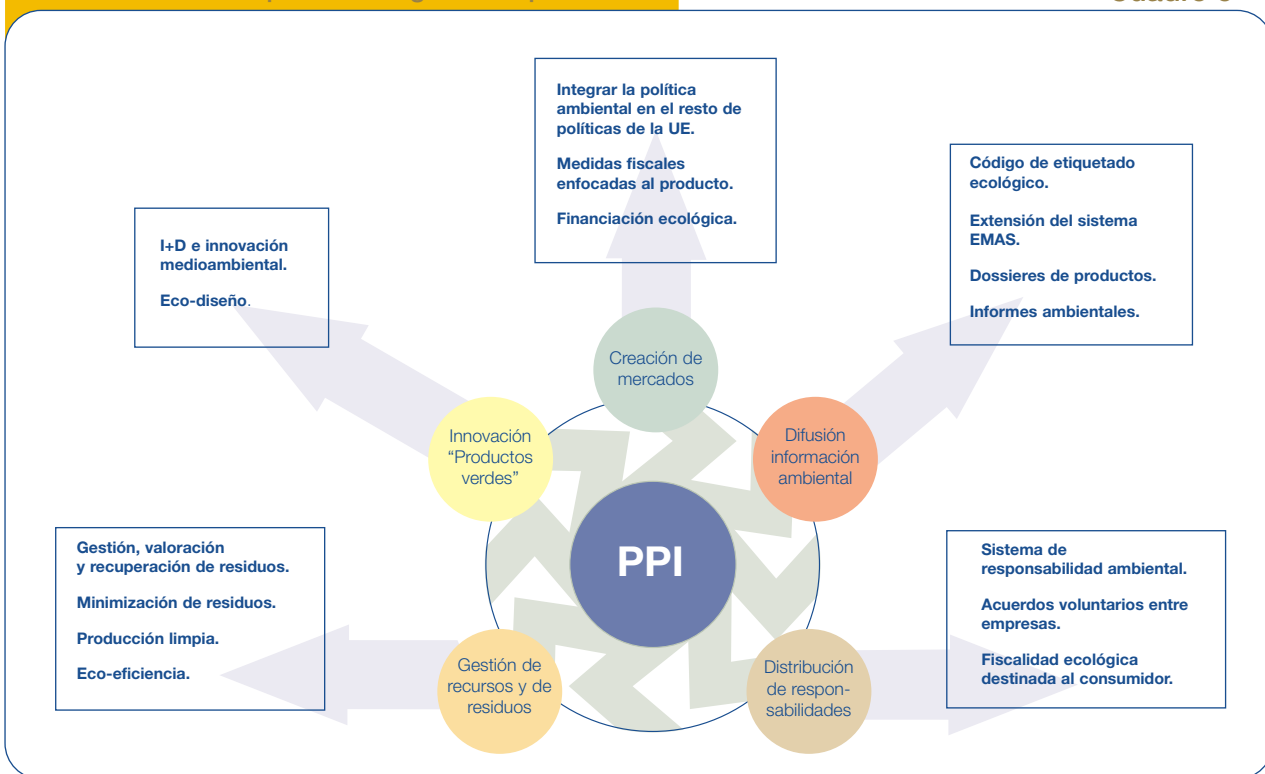 Integrar la política
ambiental en el resto de
políticas de la UE.
Medidas fiscales
enfocadas al producto.
Financiación ecológica.
Código de etiquetado
ecológico.
Extensión del sistema
EMAS.
Dossieres de productos.
Informes ambientales.
I+D e innovación
medioambiental.
Eco-diseño.
Creación de
mercados
Innovación
“Productos
verdes”
Difusión
información
ambiental
PPI
Gestión, valoración
y recuperación de residuos.
Minimización de residuos.
Producción limpia.
Eco-eficiencia.
Gestión de
recursos y de
residuos
Distribución
de respon-
sabilidades
Sistema de
responsabilidad ambiental.
Acuerdos voluntarios entre
empresas.
Fiscalidad ecológica
destinada al consumidor.